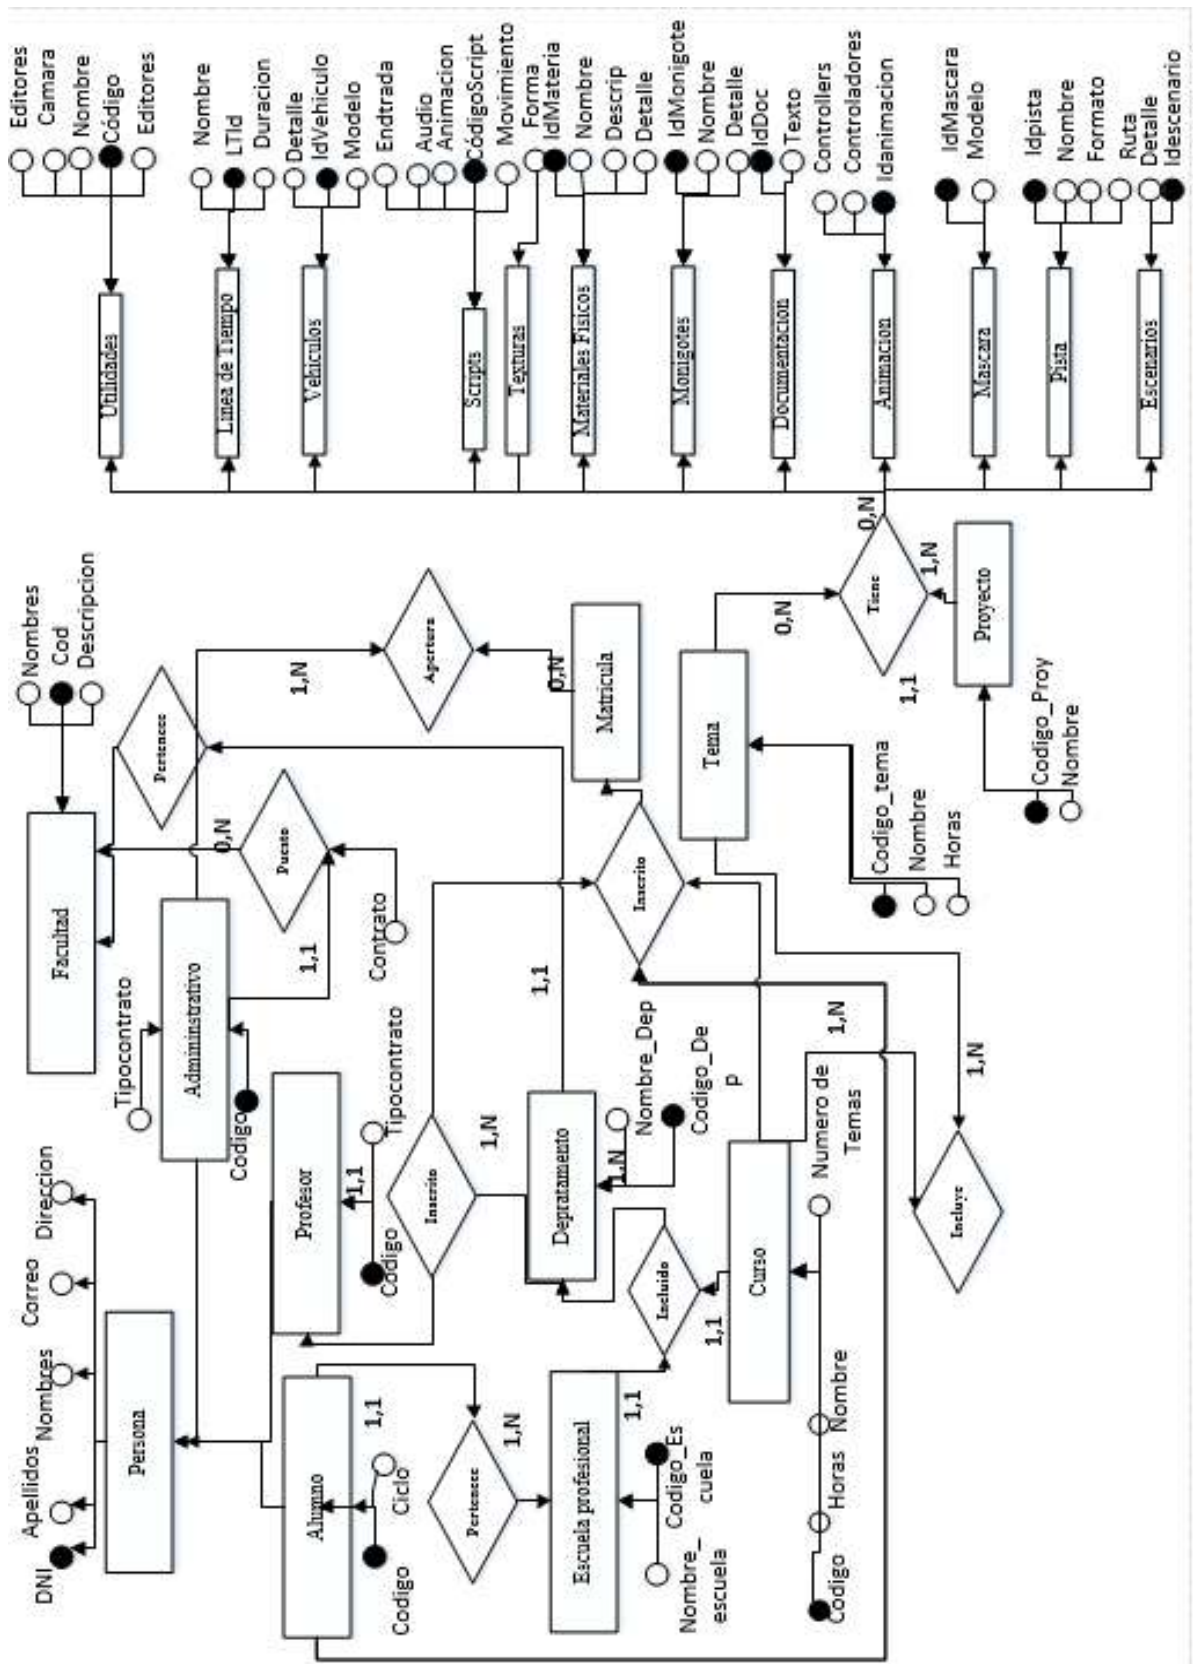 DNI
Apellidos
Nombres
Correo
Direccion
Persona
Tipocontrato
Admininstrativo
Codigo
Facultad
Nombres
Cod
Descripcion
Pertenece
Puesto
0,N
1,1
Contrato
Profesor
Tipocontrato
1,1
Codigo
Alumno
Ciclo
Codigo
1,1
Pertenece
1,N
Inscrito
1,N
Apertura
1,N
0,N
Matricula
Inscrito
1,1
Depratamento
Nombre_Dep
Codigo_De
p
1,N
Incluido
1,1
1,1
Escuela profesional
Codigo_Es
cuela
Nombre_
escuela
Curso
Codigo
Horas
Nombre
Numero de
Temas
1,N
Incluye
1,N
Tema
Codigo_tema
Nombre
Horas
0,N
Tiene
0,N
1,N
1,1
Proyecto
Codigo_Proy
Nombre
Utilidades
Editores
Camara
Nombre
Código
Editores
Linea de Tiempo
Nombre
LTId
Duracion
Vehiculos
Detalle
IdVehiculo
Modelo
Scripts
Endtrada
Audio
Animacion
CódigoScript
Movimiento
Texturas
Forma
Materiales Fisicos
IdMateria
Nombre
Descrip
Detalle
Monigotes
IdMonigote
Nombre
Detalle
Documentacion
IdDoc
Texto
Animacion
Controllers
Controladores
Idanimacion
Mascara
IdMascara
Modelo
Pista
Idpista
Nombre
Formato
Ruta
Escenarios
Detalle
Idescenario